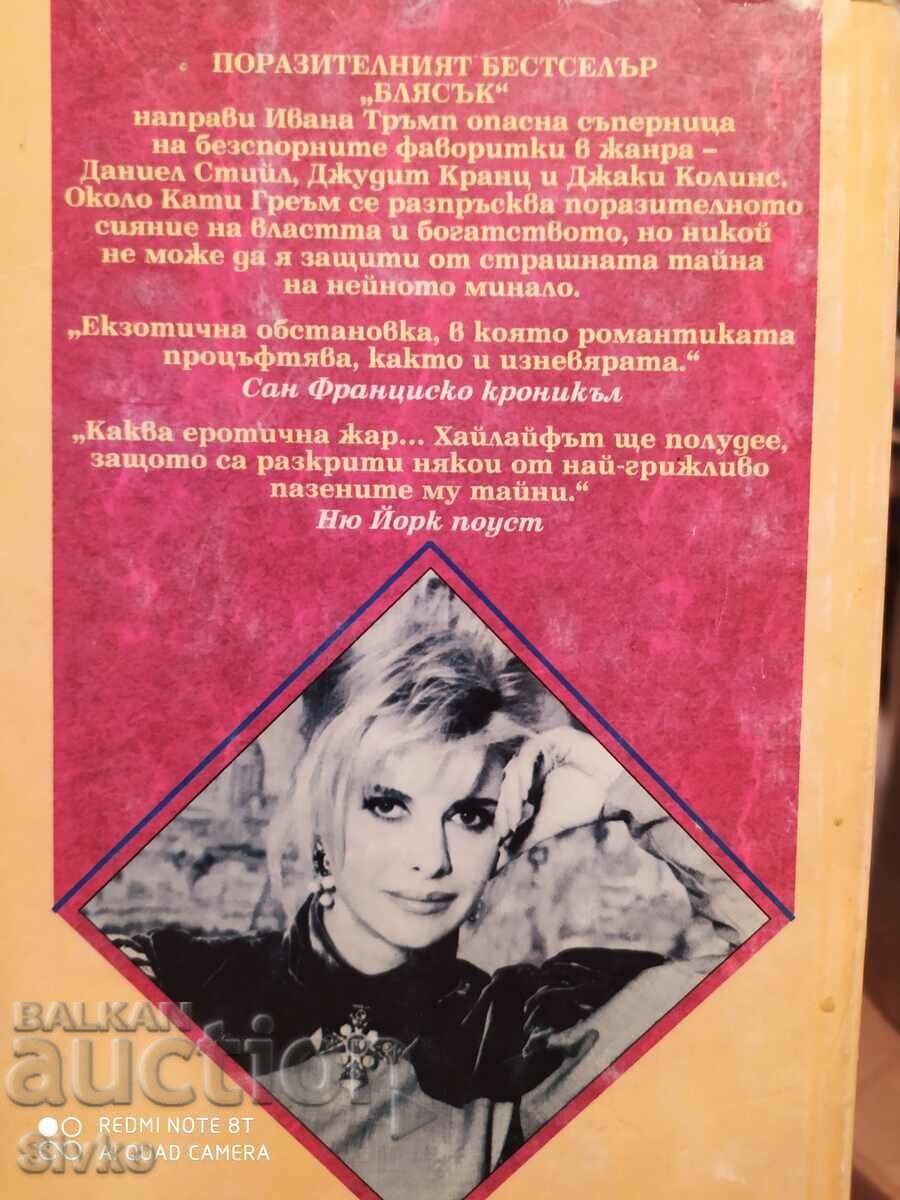 ПОРАЗИТЕЛНИЯТ БЕСТСЕЛЪР
„БЛЯСЪК“
направи Ивана Тръмп опасна съперница
на безспорните фаворитки в жанра –
Даниел Стийл, Джудит Кранц и Джаки Колинс.
Около Кати Греъм се разпръсква поразителното
сияние на властта и богатството, но никой
не може да я защити от страшната тайна
на нейното минало.
„Екзотична обстановка, в която романтиката
процъфтява, както и изневярата.“
Сан Франциско кроникъл
„Каква еротична жар... Хайлайфът ще полудее,
защото са разкрити някои от най-грижливо
пазените му тайни.“
Ню Йорк поуст
BALKAN
auction
REDMI NOTE 8T
AI QUAD CAMERA
Sivko